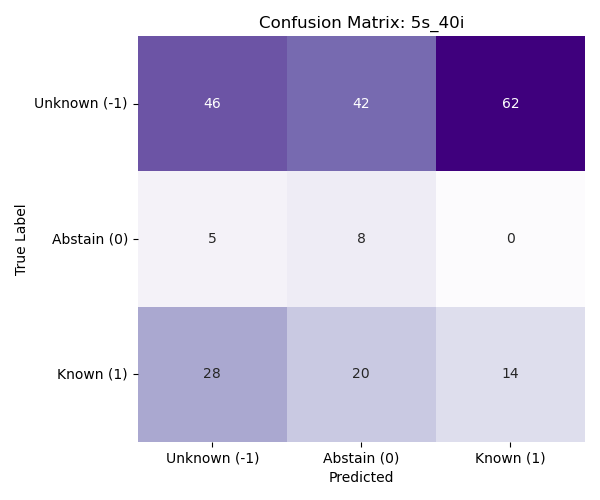 Confusion Matrix: 5s_40i
True Label
Unknown (-1) 46 42 62
Abstain (0) 5 8 0
Known (1) 28 20 14
Unknown (-1) Abstain (0) Known (1)
Predicted